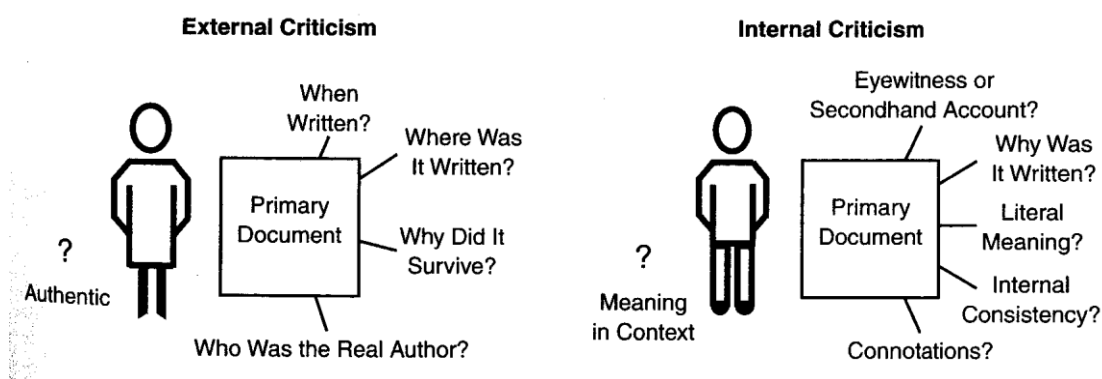 External Criticism
When
Written?
Where Was
It Written?
Primary
Document
Why Did It
Survive?
?
Authentic
Who Was the Real Author?
Internal Criticism
Eyewitness or
Secondhand Account?
Why Was
It Written?
Primary
Document
Literal
Meaning?
?
Internal
Consistency?
Meaning
in Context
Connotations?